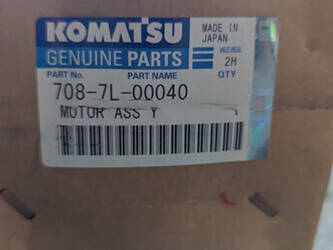 KOMATSU
MADE IN
JAPAN
GENUINE PARTS
2H
PART No. PART NAME QTY
708-7L-00040
MOTOR ASS Y